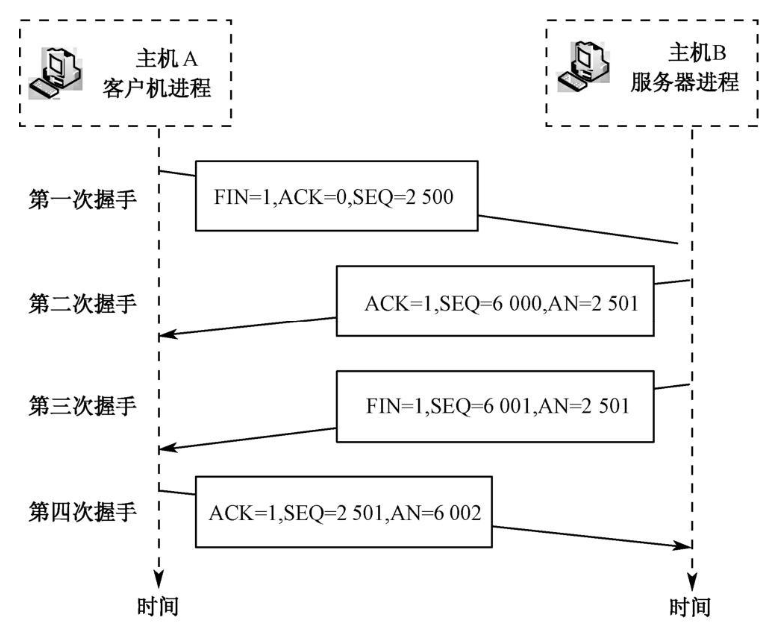 主机 A
客户机进程
主机B
服务器进程
第一次握手
FIN=1,ACK=0,SEQ=2 500
第二次握手
ACK=1,SEQ=6 000,AN=2 501
第三次握手
FIN=1,SEQ=6 001,AN=2 501
第四次握手
ACK=1,SEQ=2 501,AN=6 002
时间
时间